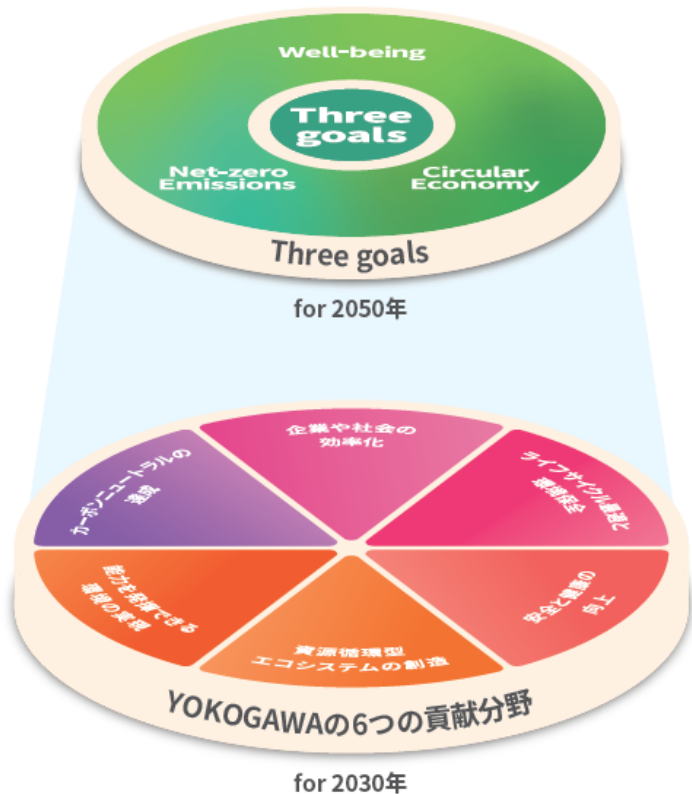 Well-being
Three
goals
Net-zero
Emissions
Circular
Economy
Three goals
for 2050年
企業や社会の
効率化
カーボンニュートラルの
達成
ライフサイクル最適と
環境保全
能力を発揮できる
環境の実現
安全と健康の
向上
資源循環型
エコシステムの創造
YOKOGAWAの6つの貢献分野
for 2030年